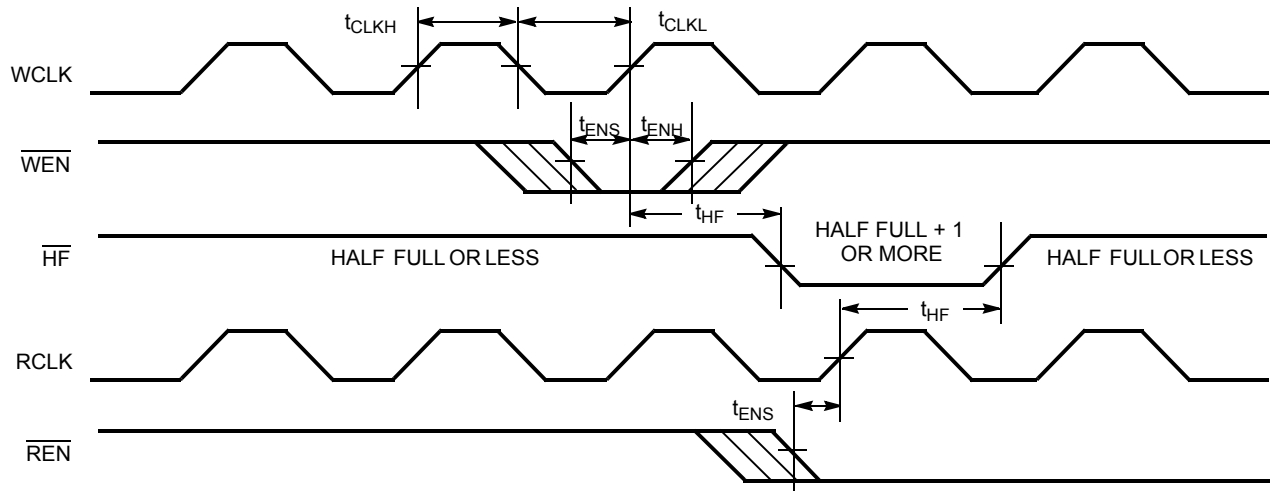 tCLKH
tCLKL
WCLK
tENS
tENH
WEN
tHF
HF
HALF FULL OR LESS
HALF FULL + 1
OR MORE
HALF FULL OR LESS
tHF
RCLK
tENS
REN